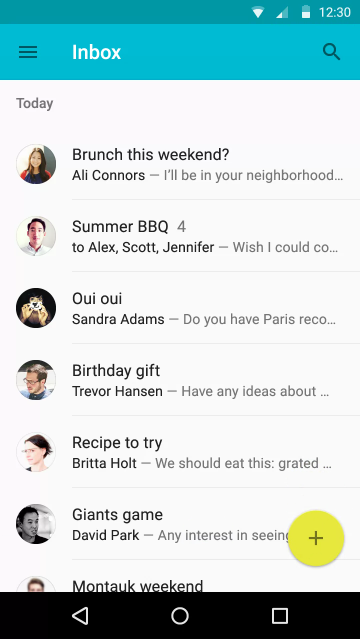 12:30
Inbox
Today
Brunch this weekend?
Ali Connors — I'll be in your neighborhood...
Summer BBQ 4
to Alex, Scott, Jennifer — Wish I could co...
Oui oui
Sandra Adams — Do you have Paris reco...
Birthday gift
Trevor Hansen — Have any ideas about ...
Recipe to try
Britta Holt — We should eat this: grated ...
Giants game
David Park — Any interest in seeing
Montauk weekend